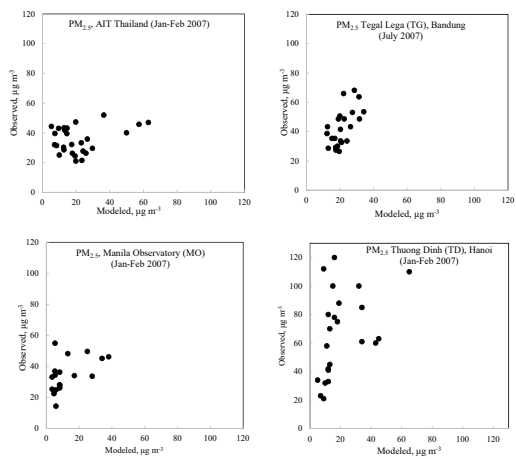 PM2.5, AIT Thailand (Jan-Feb 2007)
Observed, µg m-3
120
100
80
60
40
20
0
0 20 40 60 80 100 120
Modeled, µg m-3
PM2.5 Tegal Lega (TG), Bandung
(July 2007)
Observed, µg m-3
120
100
80
60
40
20
0
0 20 40 60 80 100 120
Modeled, µg m-3
PM2.5, Manila Observatory (MO)
(Jan-Feb 2007)
Observed, µg m-3
120
100
80
60
40
20
0
0 20 40 60 80 100 120
Modeled, µg m-3
PM2.5 Thuong Dinh (TD), Hanoi
(Jan-Feb 2007)
Observed, µg m-3
120
100
80
60
40
20
0
0 30 60 90 120
Modeled, µg m-3